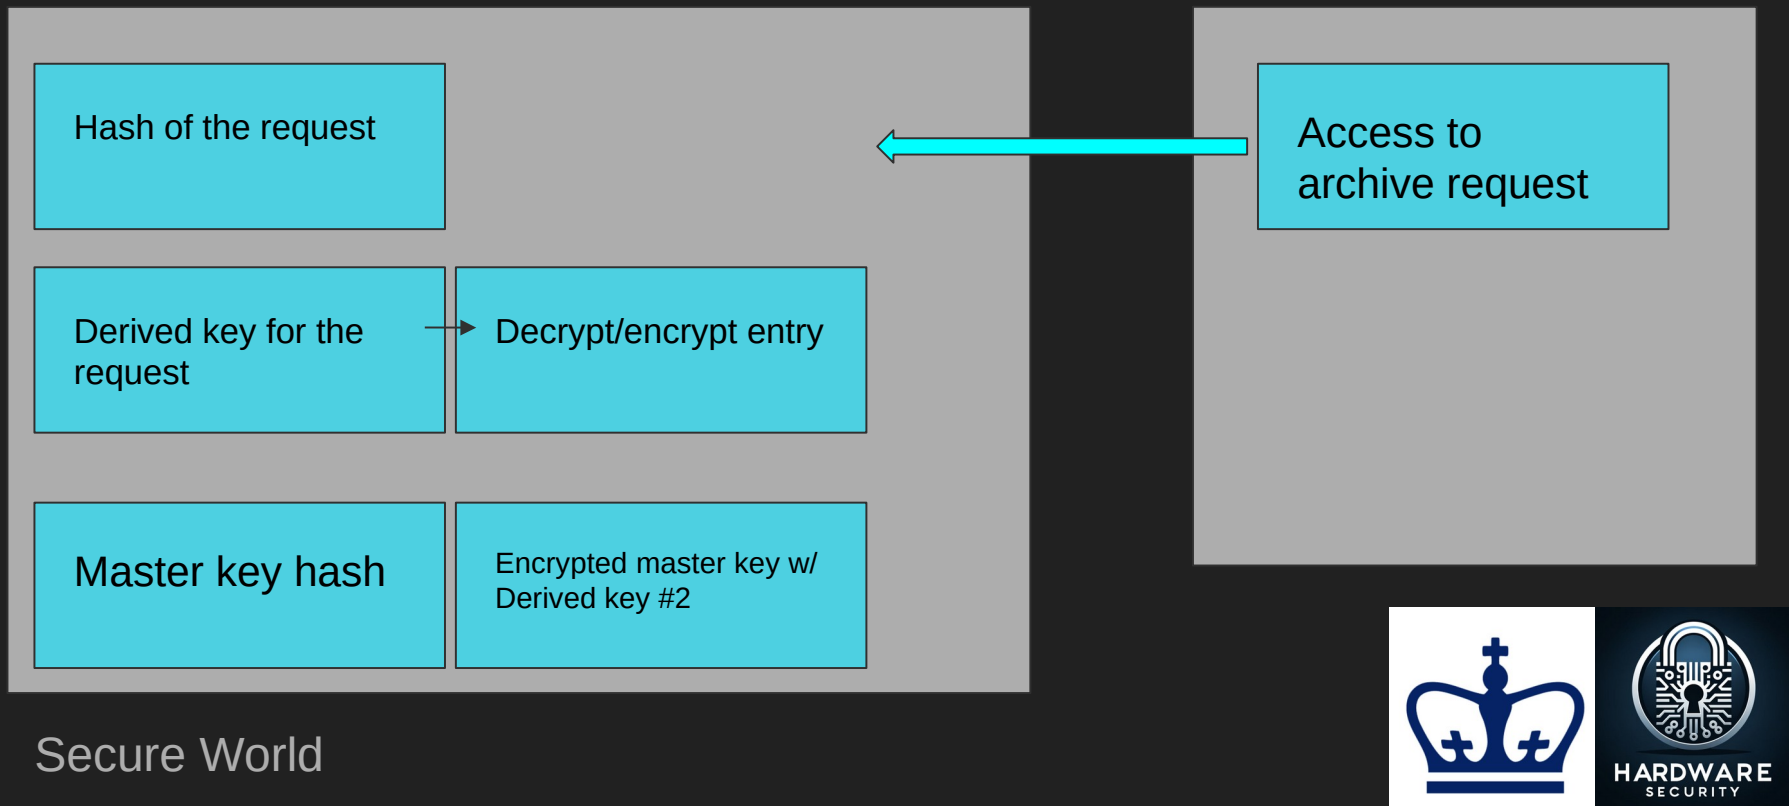 Hash of the request
Access to
archive request
Derived key for the
request
Decrypt/encrypt entry
Master key hash
Encrypted master key w/
Derived key #2
Secure World
HARDWARE
SECURITY